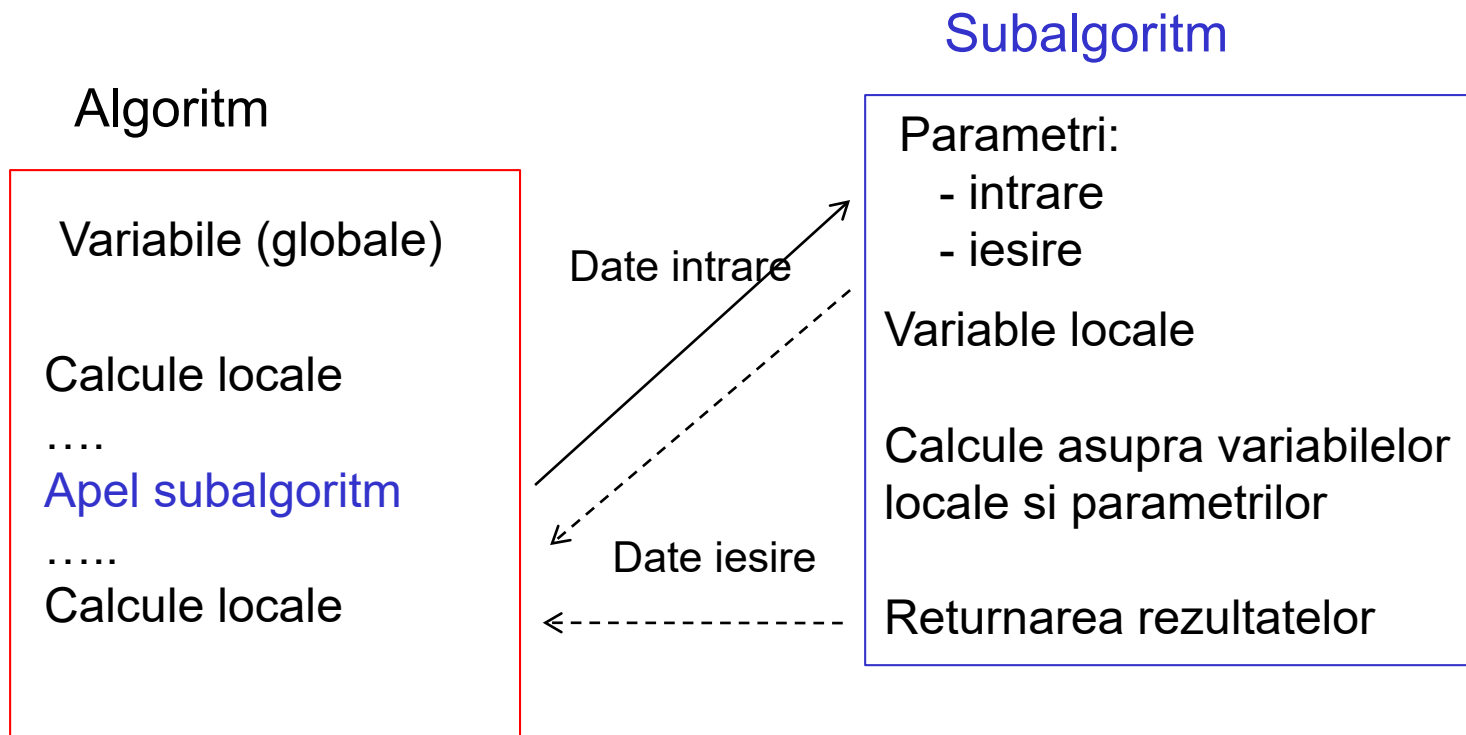 Subalgoritm
Algoritm
Parametri:
- intrare
- iesire
Variabile (globale)
Date intrare
Variable locale
Calcule locale
….
Apel subalgoritm
…..
Calcule locale
Calcule asupra variabilelor
locale si parametrilor
Date iesire
Returnarea rezultatelor